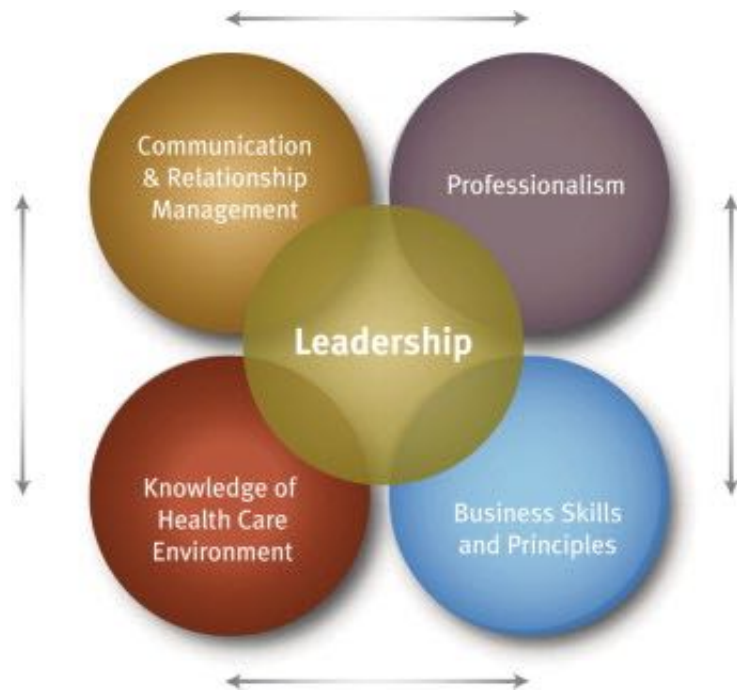 Communication
& Relationship
Management
Professionalism
Leadership
Knowledge of
Health Care
Environment
Business Skills
and Principles